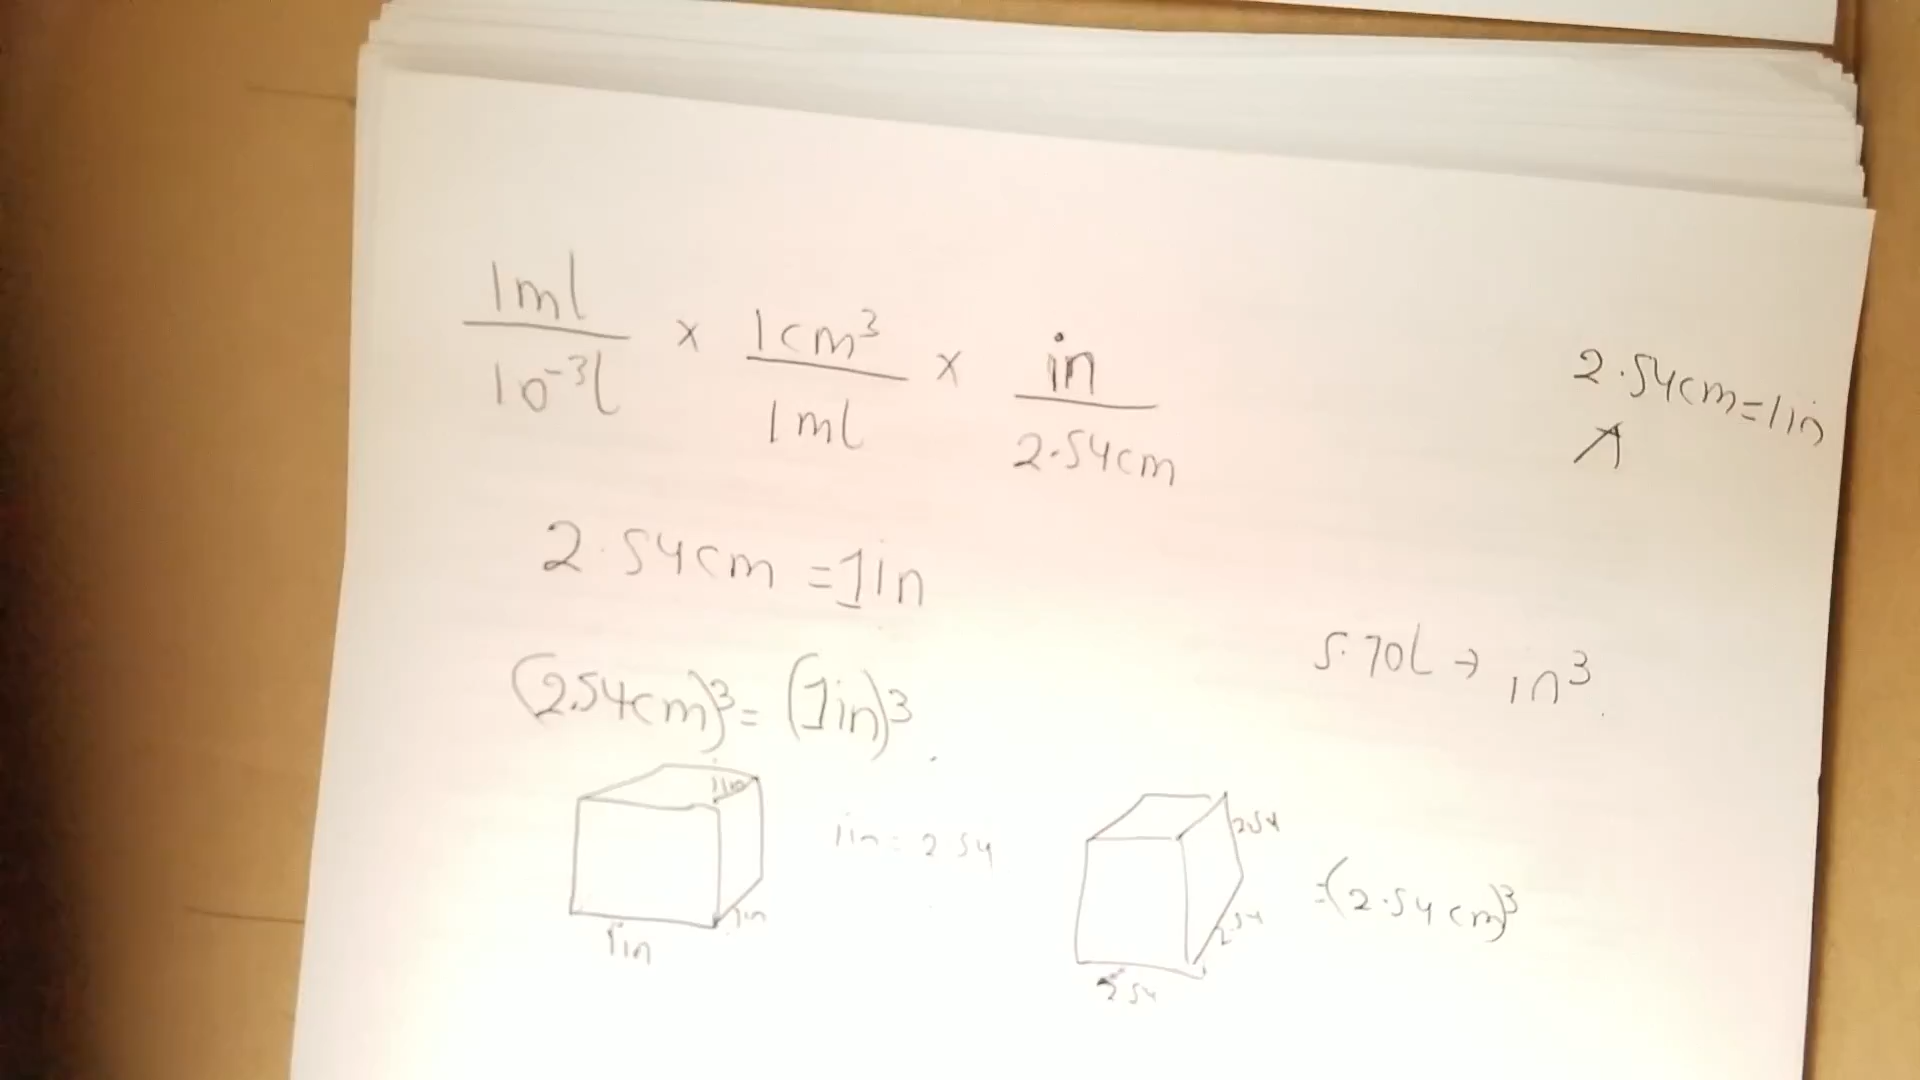 1ml / 10⁻³l × 1cm³ / 1ml × in / 2.54cm
2.54cm=1in
2.54cm=1in
5.70l → in³
(2.54cm)³=(1in)³
1in
1in
1in
1in = 2 54
2.54
2.54
2 54
=(2.54cm)³